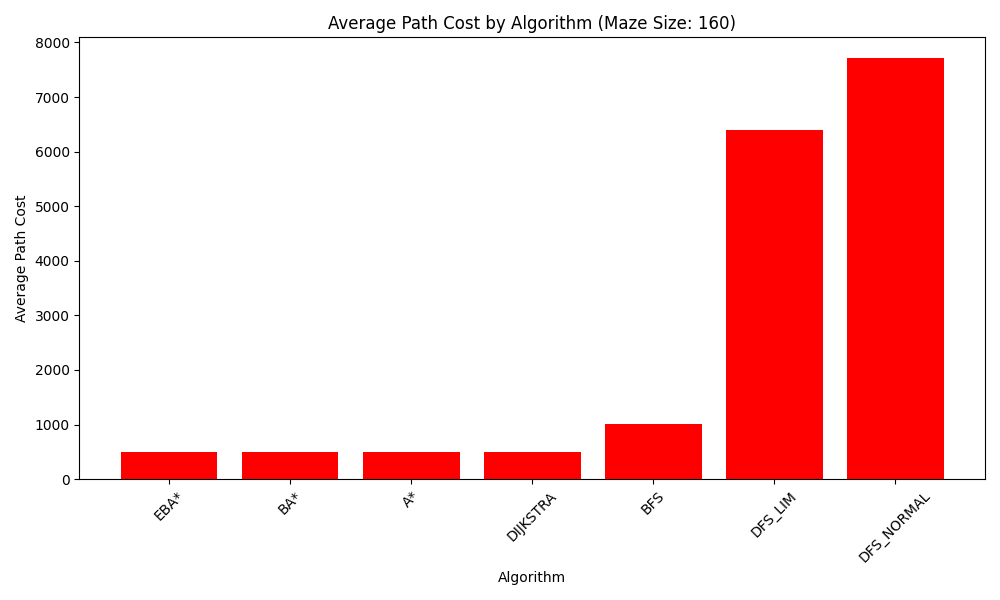 Average Path Cost by Algorithm (Maze Size: 160)
8000
7000
6000
5000
4000
3000
2000
1000
0
Average Path Cost
EBA*
BA*
A*
DIJKSTRA
BFS
DFS_LIM
DFS_NORMAL
Algorithm